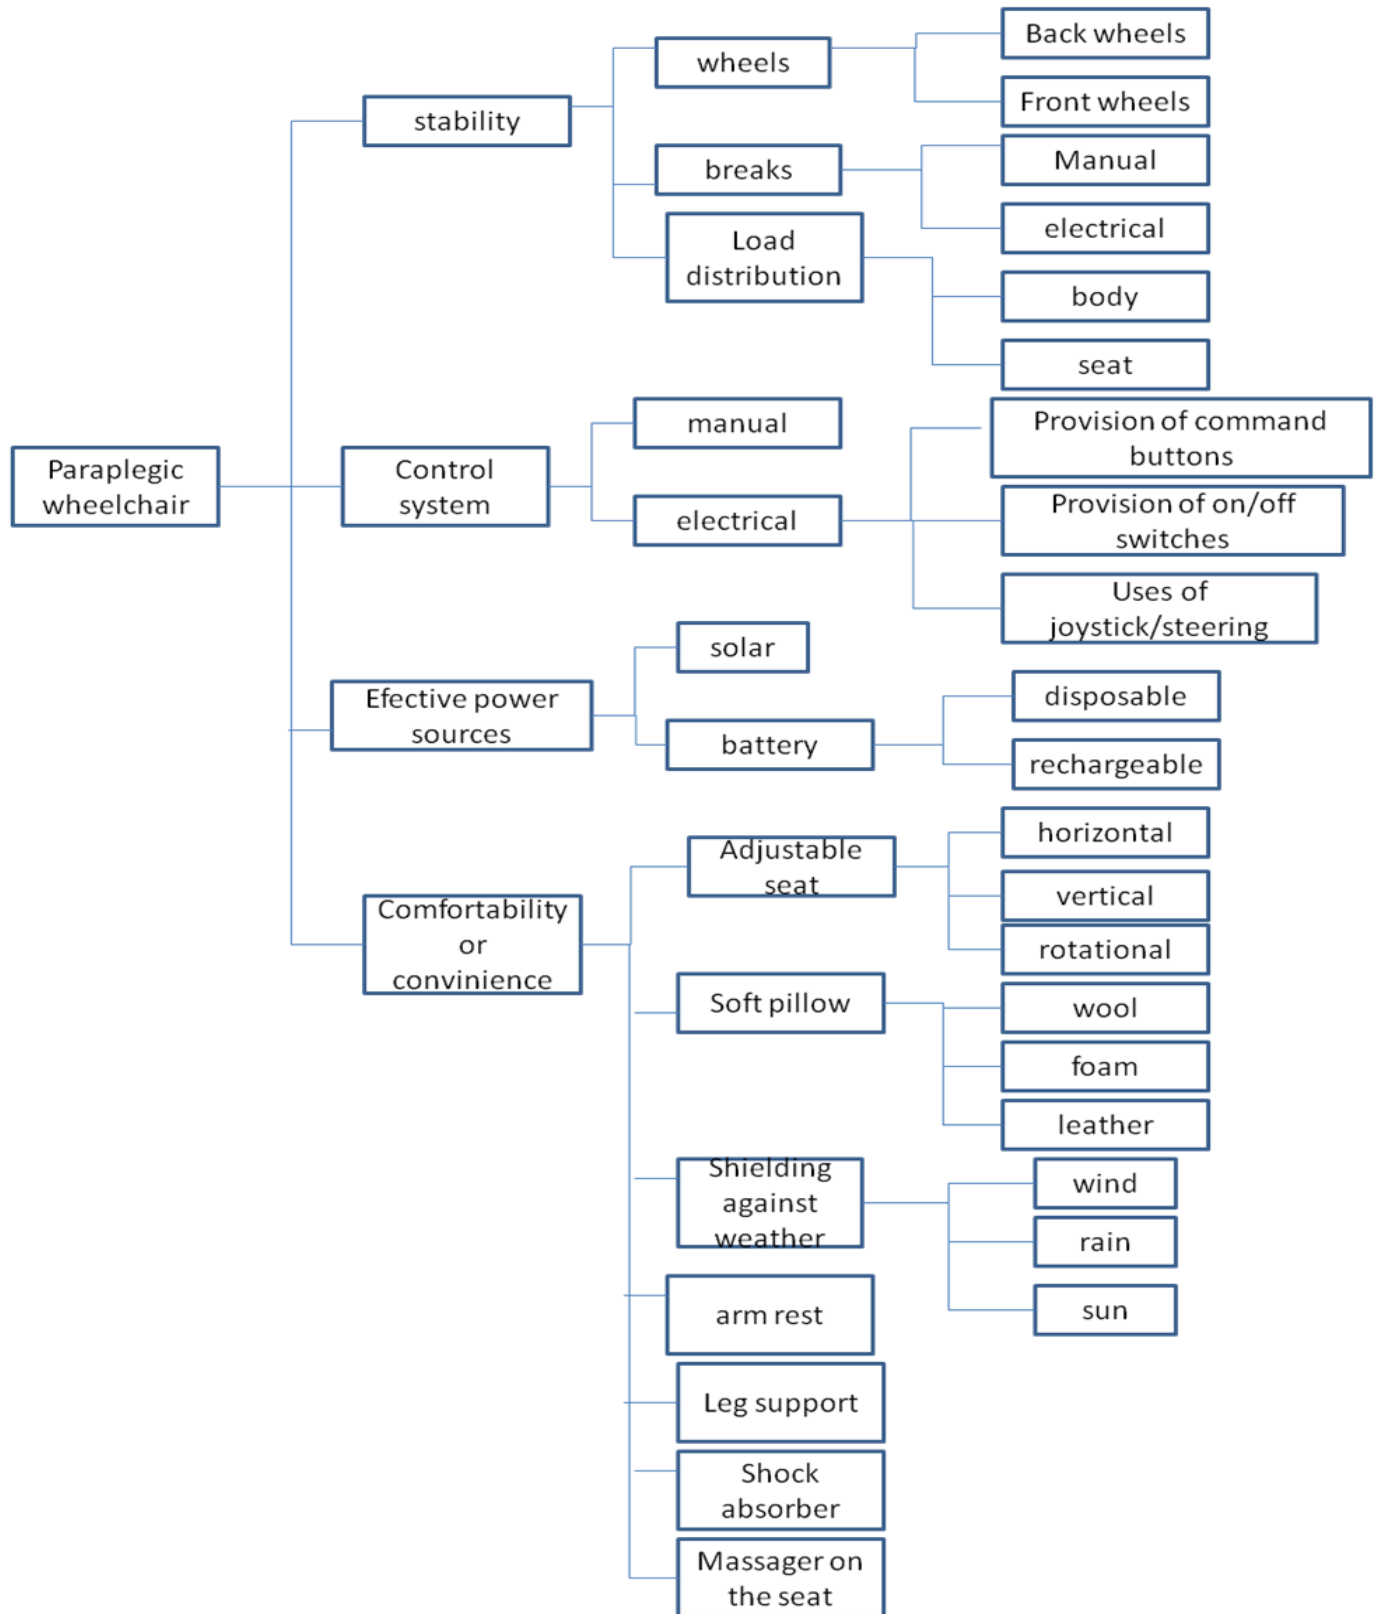 Paraplegic
wheelchair
stability
wheels
Back wheels
Front wheels
breaks
Manual
electrical
Load
distribution
body
seat
Control
system
manual
electrical
Provision of command
buttons
Provision of on/off
switches
Uses of
joystick/steering
Efective power
sources
solar
battery
disposable
rechargeable
Comfortability
or
convinience
Adjustable
seat
horizontal
vertical
rotational
Soft pillow
wool
foam
leather
Shielding
against
weather
wind
rain
sun
arm rest
Leg support
Shock
absorber
Massager on
the seat